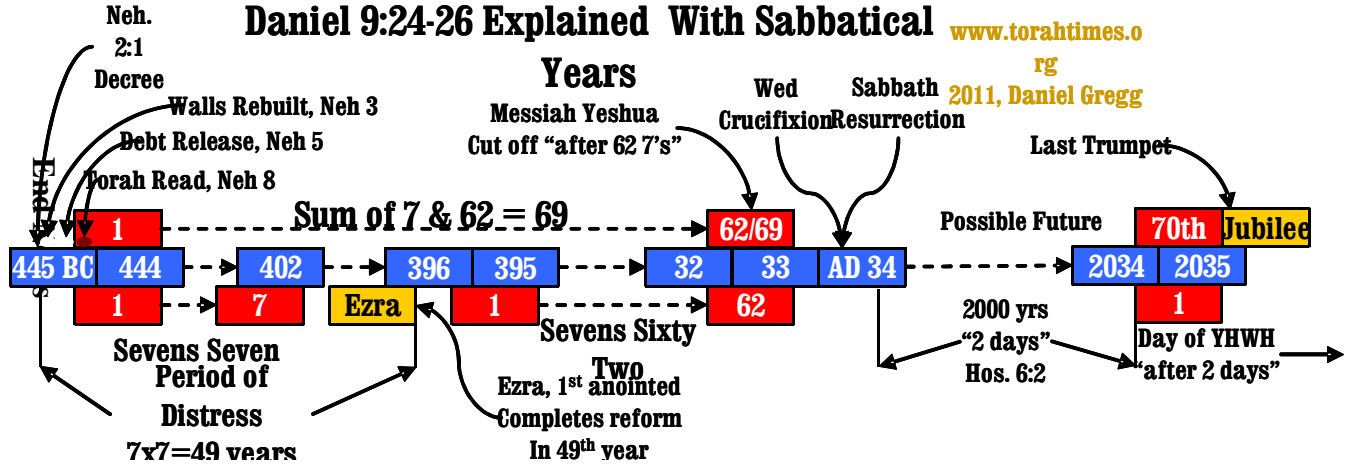 Daniel 9:24-26 Explained With Sabbatical
Years
www.torahtimes.o
rg
2011, Daniel Gregg
Neh.
2:1
Decree
Walls Rebuilt, Neh 3
Debt Release, Neh 5
Torah Read, Neh 8
Messiah Yeshua
Cut off “after 62 7’s”
Wed
Crucifixion
Sabbath
Resurrection
Last Trumpet
Sum of 7 & 62 = 69
Possible Future
1
62/69
70th
Jubilee
445 BC
444
402
396
395
32
33
AD 34
2034
2035
1
7
Ezra
1
62
1
Sevens Seven
Period of
Distress
7x7=49 years
Sevens Sixty
Two
Ezra, 1st anointed
Completes reform
In 49th year
2000 yrs
“2 days”
Hos. 6:2
Day of YHWH
“after 2 days”